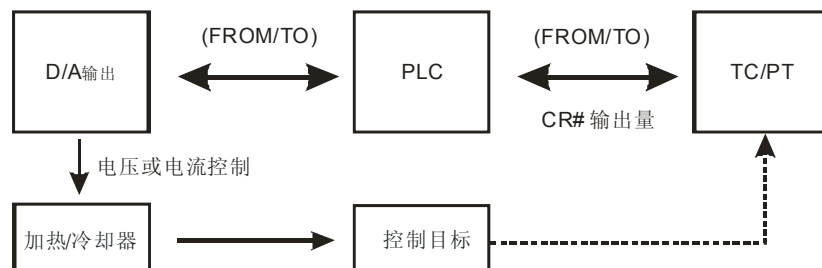 (FROM/TO)
(FROM/TO)
D/A输出
PLC
TC/PT
CR# 输出量
电压或电流控制
加热/冷却器
控制目标